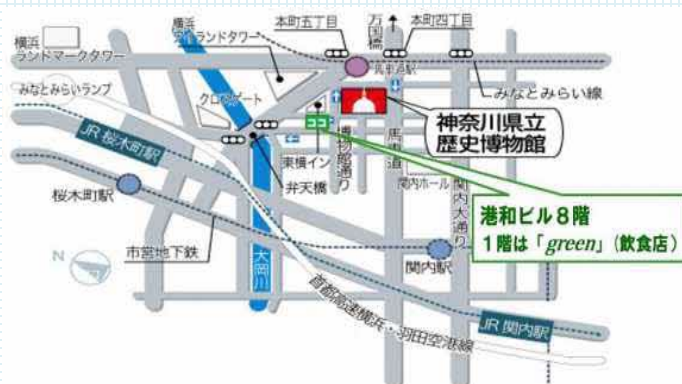 横浜
ランドマークタワー
横浜
アイランドタワー
本町五丁目
万国橋
本町四丁目
馬車道駅
みなとみらい線
みなとみらいランプ
クロスゲート
JR 桜木町駅
ココ
東横イン
弁天橋
博物館通り
馬車道
神奈川県立
歴史博物館
関内ホール
関内大通り
桜木町駅
港和ビル8階
1階は「green」(飲食店)
市営地下鉄
N
大岡川
関内駅
首都高速横浜・羽田空港線
JR 関内駅